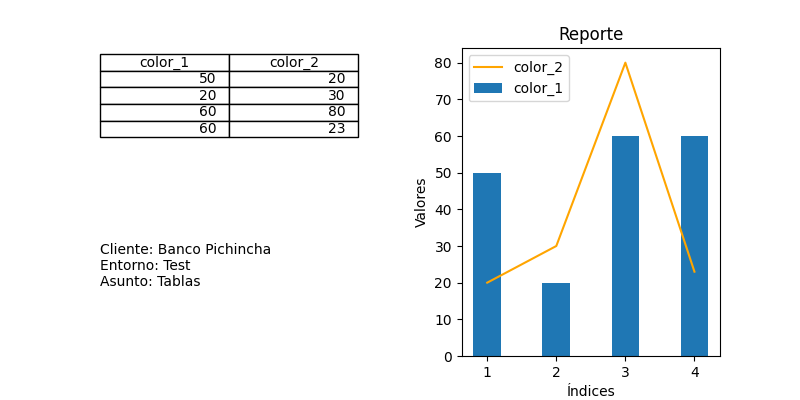 color_1 color_2
50 20
20 30
60 80
60 23
Cliente: Banco Pichincha
Entorno: Test
Asunto: Tablas
Reporte
color_2
color_1
Valores
80
70
60
50
40
30
20
10
0
1 2 3 4
Índices